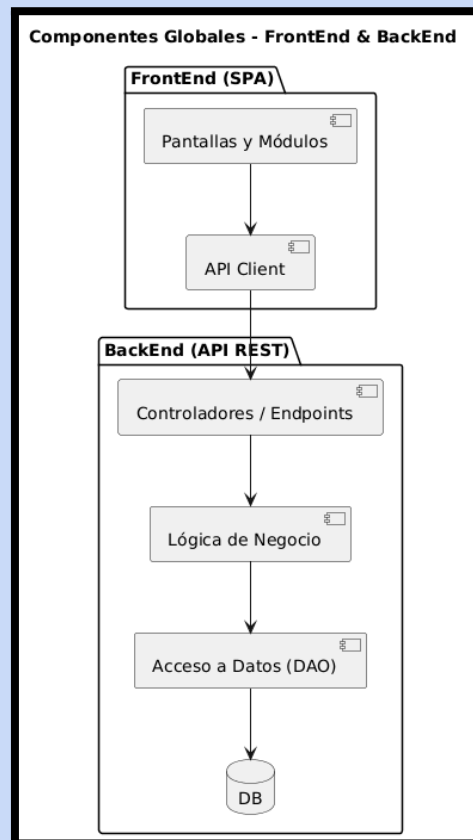 Componentes Globales - FrontEnd & BackEnd
FrontEnd (SPA)
Pantallas y Módulos
API Client
BackEnd (API REST)
Controladores / Endpoints
Lógica de Negocio
Acceso a Datos (DAO)
DB